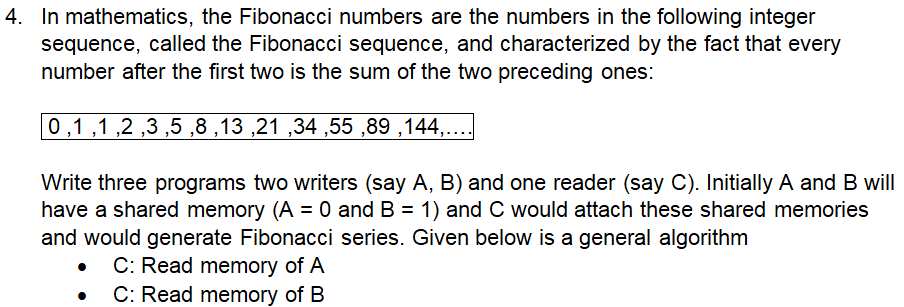 4. In mathematics, the Fibonacci numbers are the numbers in the following integer
sequence, called the Fibonacci sequence, and characterized by the fact that every
number after the first two is the sum of the two preceding ones:
0 ,1 ,1 ,2 ,3 ,5 ,8 ,13 ,21 ,34 ,55 ,89 ,144,....
Write three programs two writers (say A, B) and one reader (say C). Initially A and B will
have a shared memory (A = 0 and B = 1) and C would attach these shared memories
and would generate Fibonacci series. Given below is a general algorithm
• C: Read memory of A
• C: Read memory of B